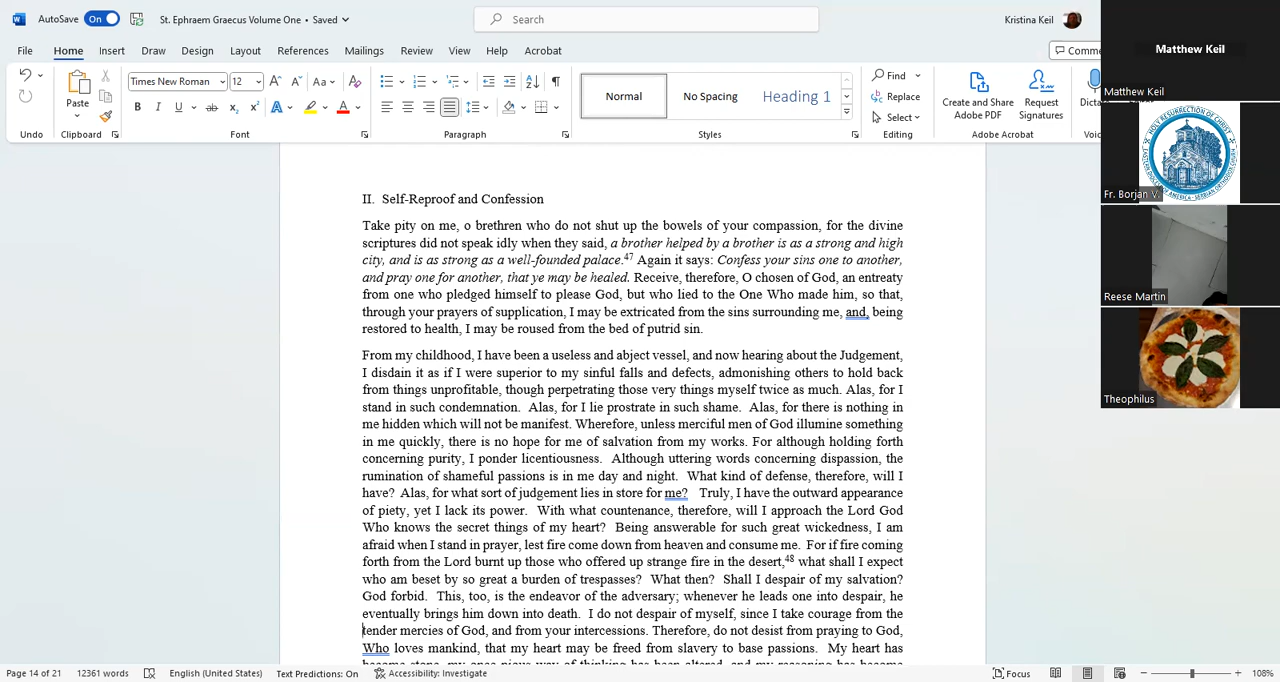 AutoSave On St. Ephraem Graecus Volume One • Saved Search Kristina Keil
File Home Insert Draw Design Layout References Mailings Review View Help Acrobat Comme
Paste Times New Roman 12 Aa Normal No Spacing Heading 1 Find Replace Select Create and Share Adobe PDF Request Signatures Dicta
Undo Clipboard Font Paragraph Styles Editing Adobe Acrobat Voi
II. Self-Reproof and Confession
Take pity on me, o brethren who do not shut up the bowels of your compassion, for the divine
scriptures did not speak idly when they said, a brother helped by a brother is as a strong and high
city, and is as strong as a well-founded palace.47 Again it says: Confess your sins one to another,
and pray one for another, that ye may be healed. Receive, therefore, O chosen of God, an entreaty
from one who pledged himself to please God, but who lied to the One Who made him, so that,
through your prayers of supplication, I may be extricated from the sins surrounding me, and, being
restored to health, I may be roused from the bed of putrid sin.
From my childhood, I have been a useless and abject vessel, and now hearing about the Judgement,
I disdain it as if I were superior to my sinful falls and defects, admonishing others to hold back
from things unprofitable, though perpetrating those very things myself twice as much. Alas, for I
stand in such condemnation. Alas, for I lie prostrate in such shame. Alas, for there is nothing in
me hidden which will not be manifest. Wherefore, unless merciful men of God illumine something
in me quickly, there is no hope for me of salvation from my works. For although holding forth
concerning purity, I ponder licentiousness. Although uttering words concerning dispassion, the
rumination of shameful passions is in me day and night. What kind of defense, therefore, will I
have? Alas, for what sort of judgement lies in store for me? Truly, I have the outward appearance
of piety, yet I lack its power. With what countenance, therefore, will I approach the Lord God
Who knows the secret things of my heart? Being answerable for such great wickedness, I am
afraid when I stand in prayer, lest fire come down from heaven and consume me. For if fire coming
forth from the Lord burnt up those who offered up strange fire in the desert,48 what shall I expect
who am beset by so great a burden of trespasses? What then? Shall I despair of my salvation?
God forbid. This, too, is the endeavor of the adversary; whenever he leads one into despair, he
eventually brings him down into death. I do not despair of myself, since I take courage from the
tender mercies of God, and from your intercessions. Therefore, do not desist from praying to God,
Who loves mankind, that my heart may be freed from slavery to base passions. My heart has
become stone, my once pious way of thinking has been altered, and my reasoning has become
Page 14 of 21 12361 words English (United States) Text Predictions: On Accessibility: Investigate Focus 108%
Matthew Keil
Matthew Keil
HOLY RESURRECTION OF CHRIST
Fr. Borjan V.
Reese Martin
Theophilus